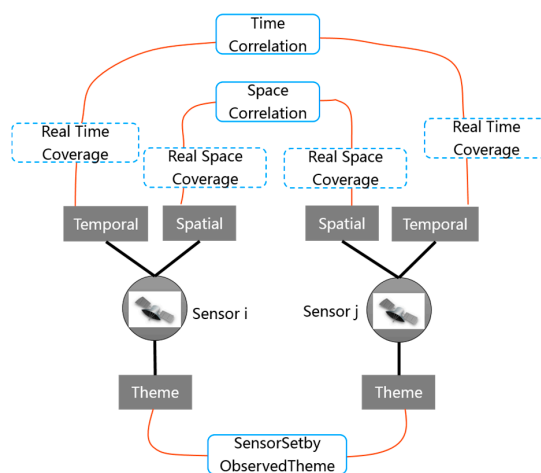 Time
Correlation
Space
Correlation
Real Time
Coverage
Real Space
Coverage
Real Space
Coverage
Real Time
Coverage
Temporal
Spatial
Spatial
Temporal
Sensor i
Sensor j
Theme
Theme
SensorSetby
ObservedTheme